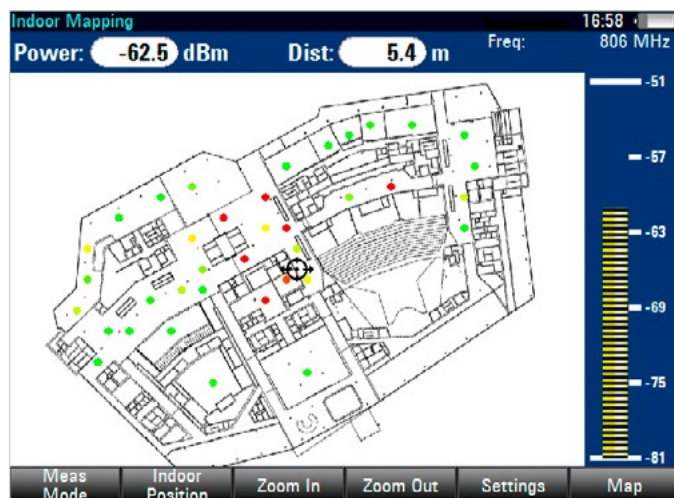 Indoor Mapping 16:58
Power: -62.5 dBm Dist: 5.4 m Freq: 806 MHz
-51
-57
-63
-69
-75
-81
Meas Mode Indoor Position Zoom In Zoom Out Settings Map